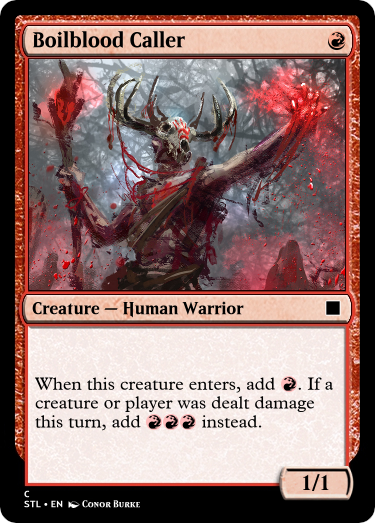 Boilblood Caller
Creature — Human Warrior
When this creature enters, add R. If a
creature or player was dealt damage
this turn, add RRR instead.
1/1
C
STL • EN Conor Burke